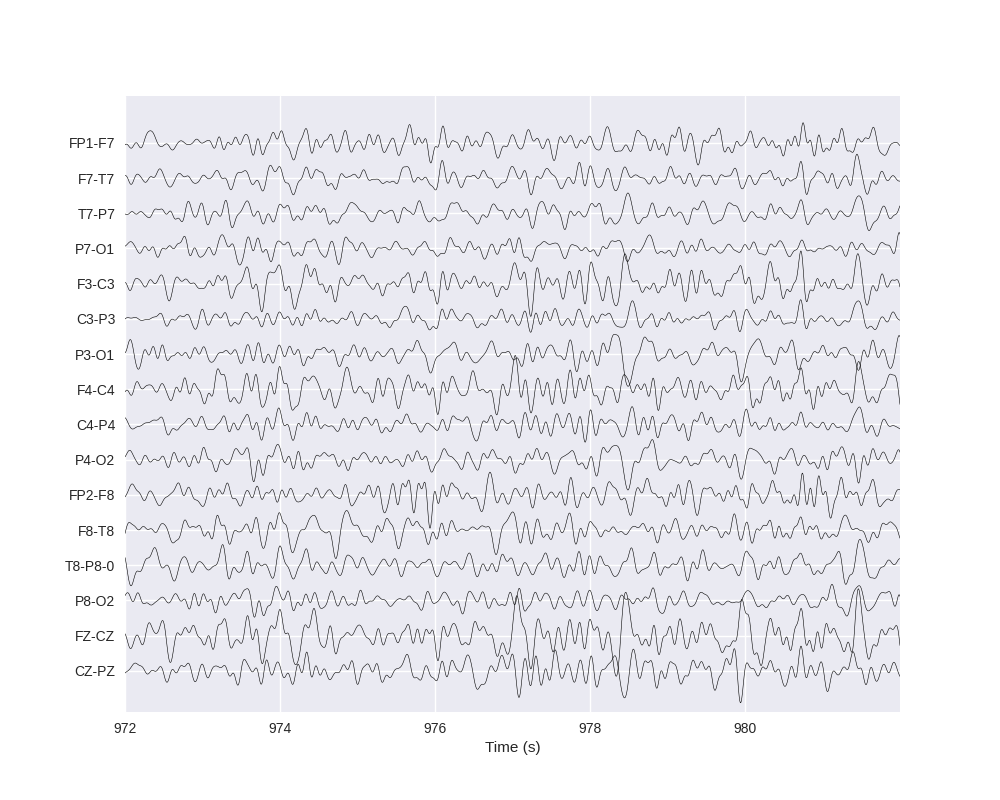 FP1-F7
F7-T7
T7-P7
P7-O1
F3-C3
C3-P3
P3-O1
F4-C4
C4-P4
P4-O2
FP2-F8
F8-T8
T8-P8-0
P8-O2
FZ-CZ
CZ-PZ
972 974 976 978 980
Time (s)